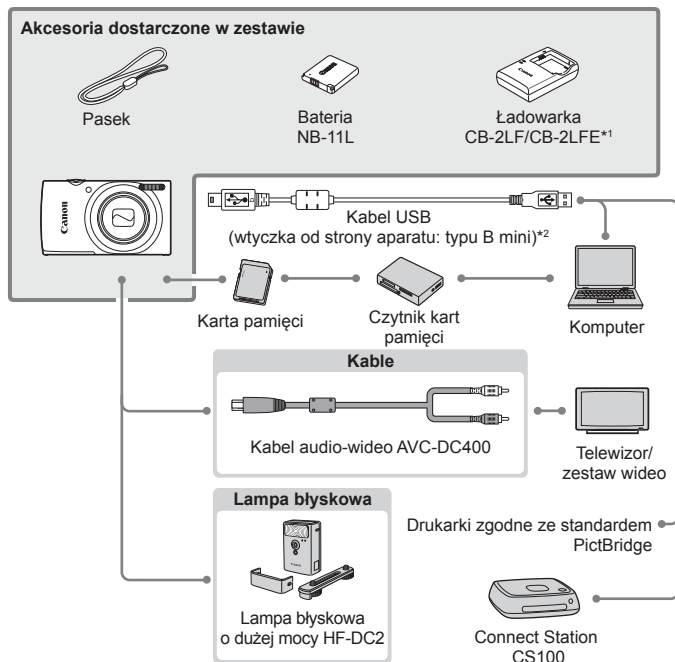 Akcesoria dostarczone w zestawie
Pasek
Bateria
NB-11L
Ładowarka
CB-2LF/CB-2LFE*1
Canon
Kabel USB
(wtyczka od strony aparatu: typu B mini)*2
Karta pamięci
Czytnik kart
pamięci
Komputer
Kable
Kabel audio-wideo AVC-DC400
Telewizor/
zestaw wideo
Lampa błyskowa
Lampa błyskowa
o dużej mocy HF-DC2
Drukarki zgodne ze standardem
PictBridge
Connect Station
CS100